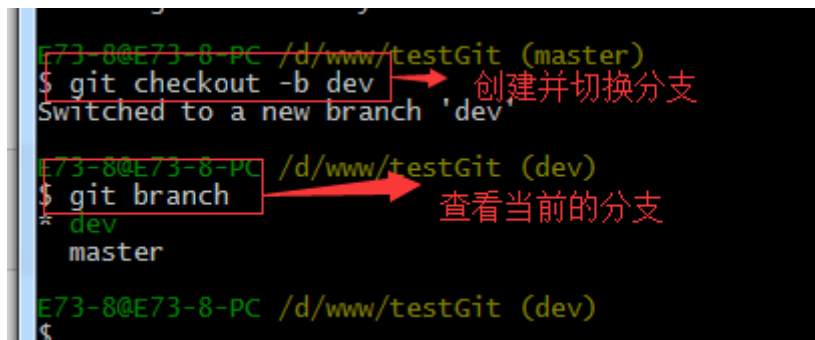 E73-8@E73-8-PC /d/www/testGit (master)
$ git checkout -b dev 创建并切换分支
Switched to a new branch 'dev'
E73-8@E73-8-PC /d/www/testGit (dev)
$ git branch 查看当前的分支
* dev
master
E73-8@E73-8-PC /d/www/testGit (dev)
$